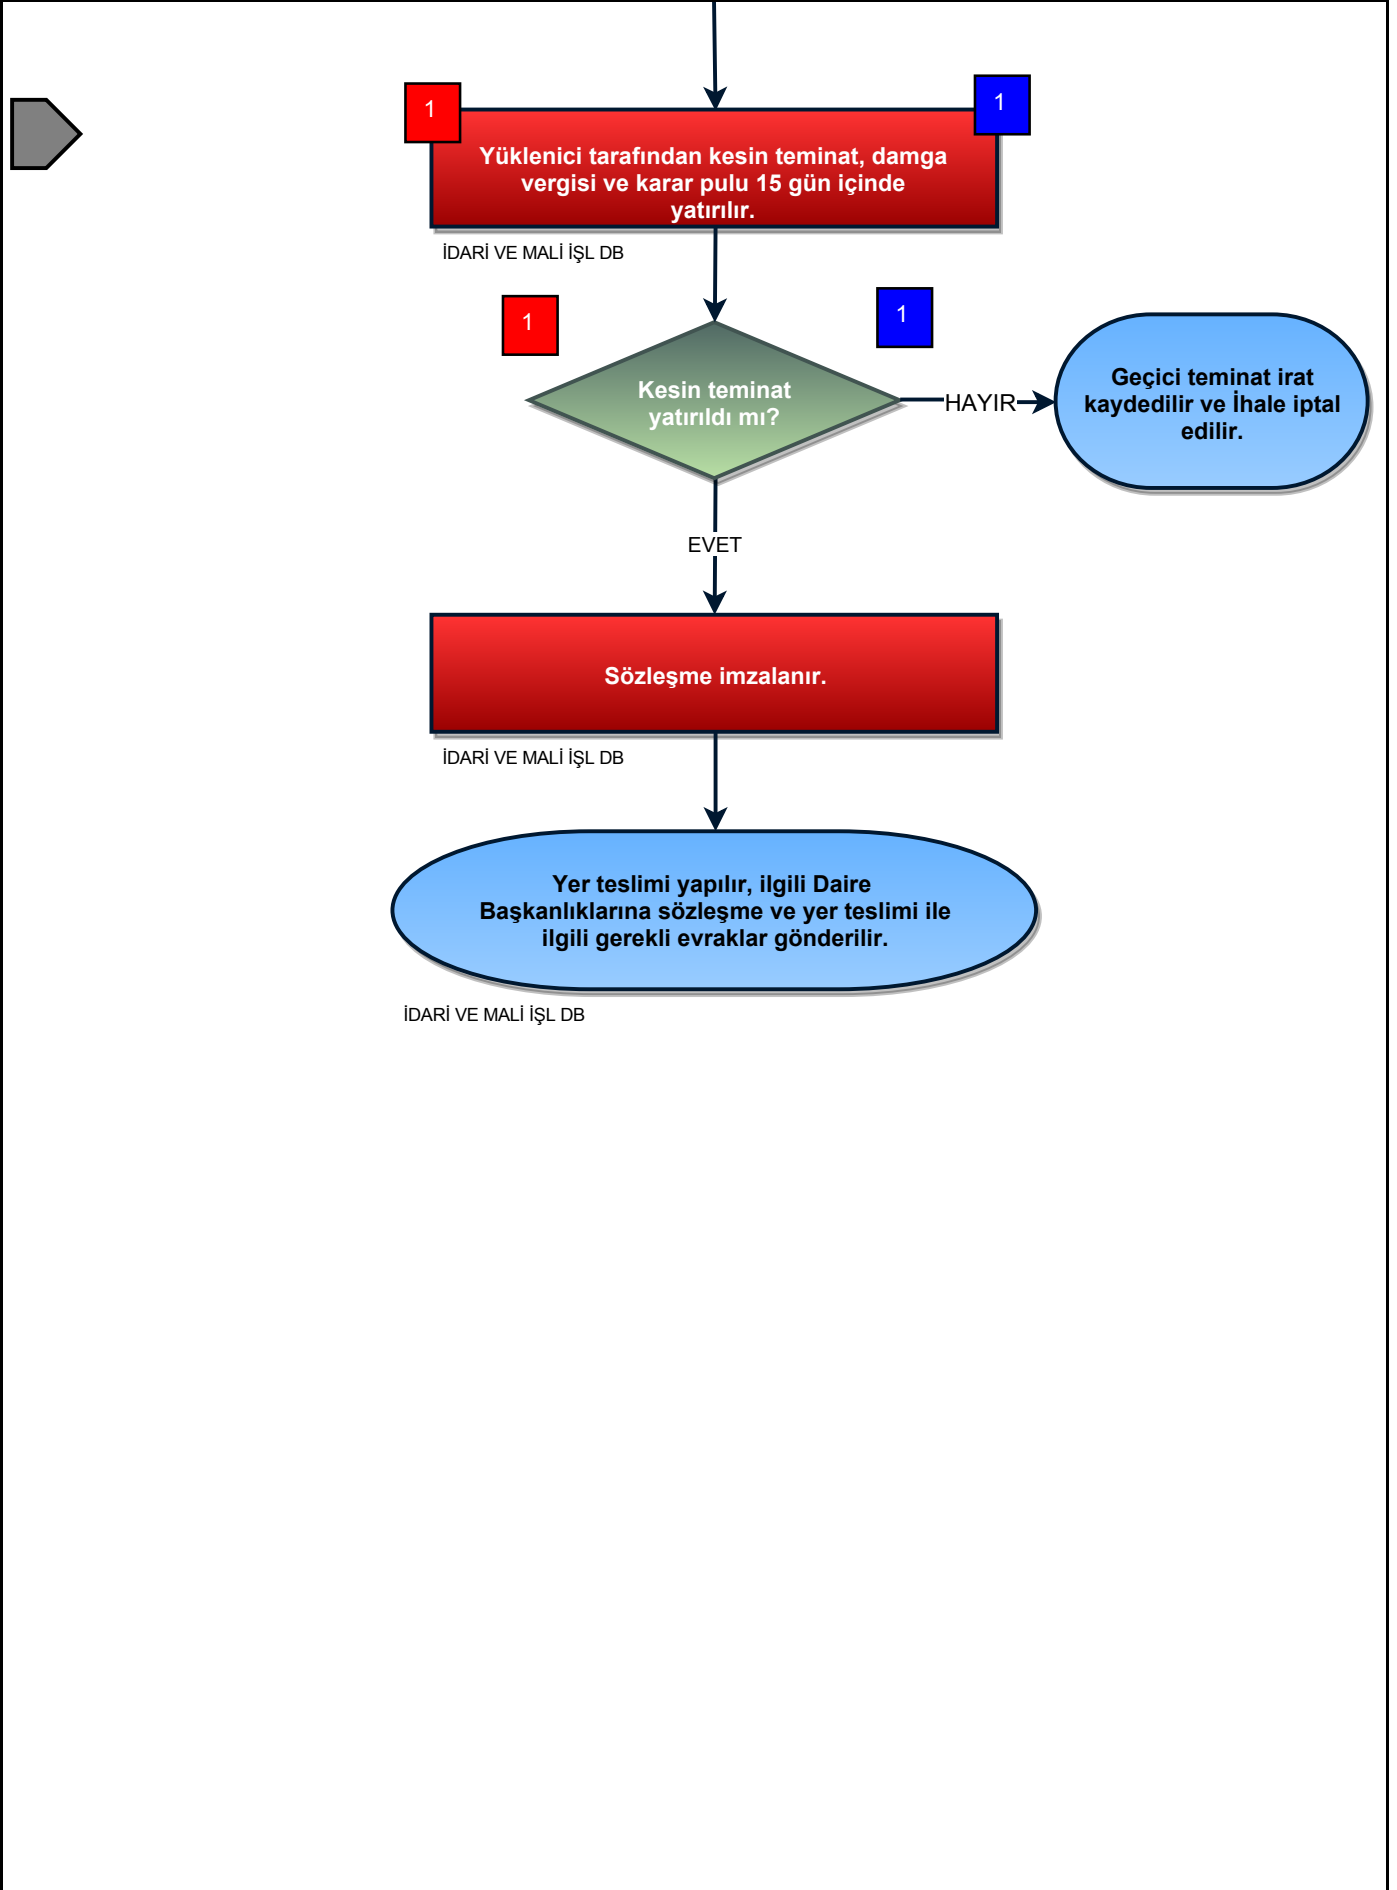 1
1
Yüklenici tarafından kesin teminat, damga
vergisi ve karar pulu 15 gün içinde
yatırılır.
İDARİ VE MALİ İŞL DB
1
1
Kesin teminat
yatırıldı mı?
HAYIR
Geçici teminat irat
kaydedilir ve İhale iptal
edilir.
EVET
Sözleşme imzalanır.
İDARİ VE MALİ İŞL DB
Yer teslimi yapılır, ilgili Daire
Başkanlıklarına sözleşme ve yer teslimi ile
ilgili gerekli evraklar gönderilir.
İDARİ VE MALİ İŞL DB